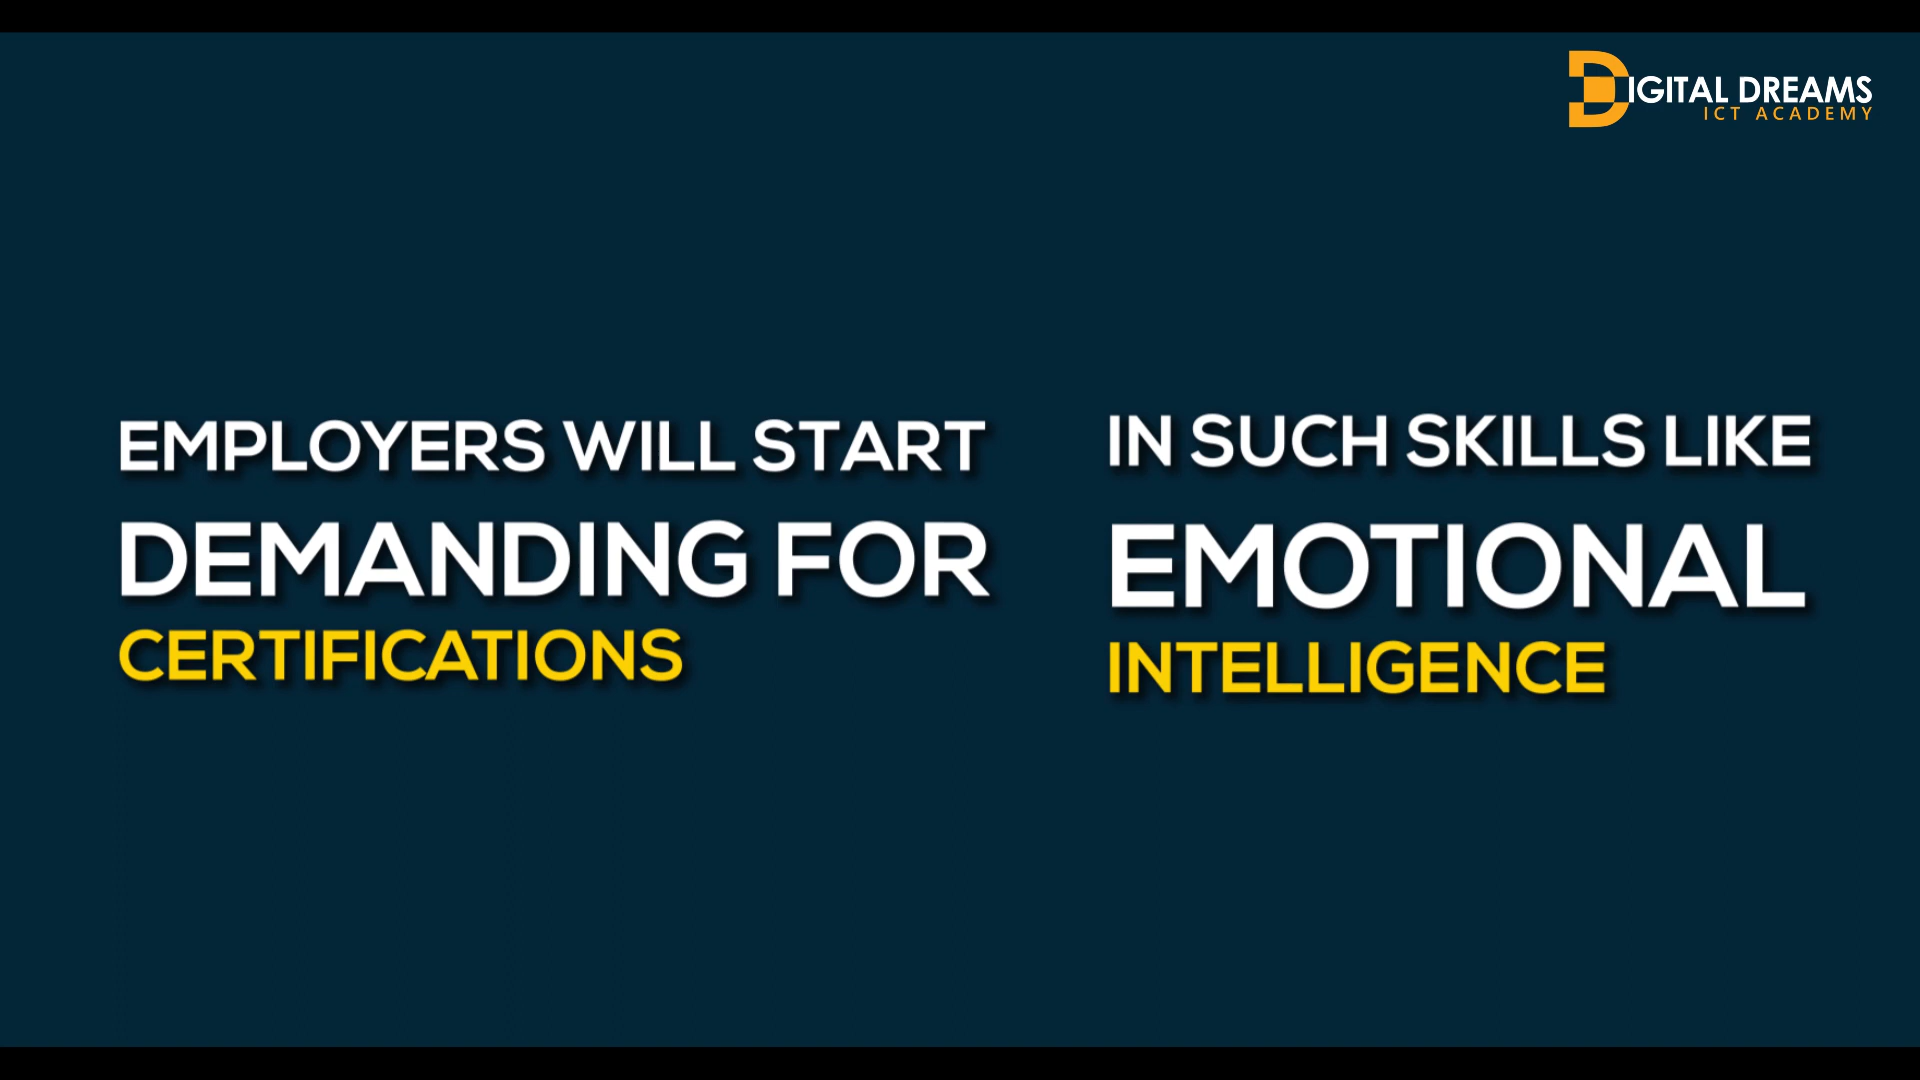 DIGITAL DREAMS
ICT ACADEMY
EMPLOYERS WILL START
DEMANDING FOR
CERTIFICATIONS
IN SUCH SKILLS LIKE
EMOTIONAL
INTELLIGENCE